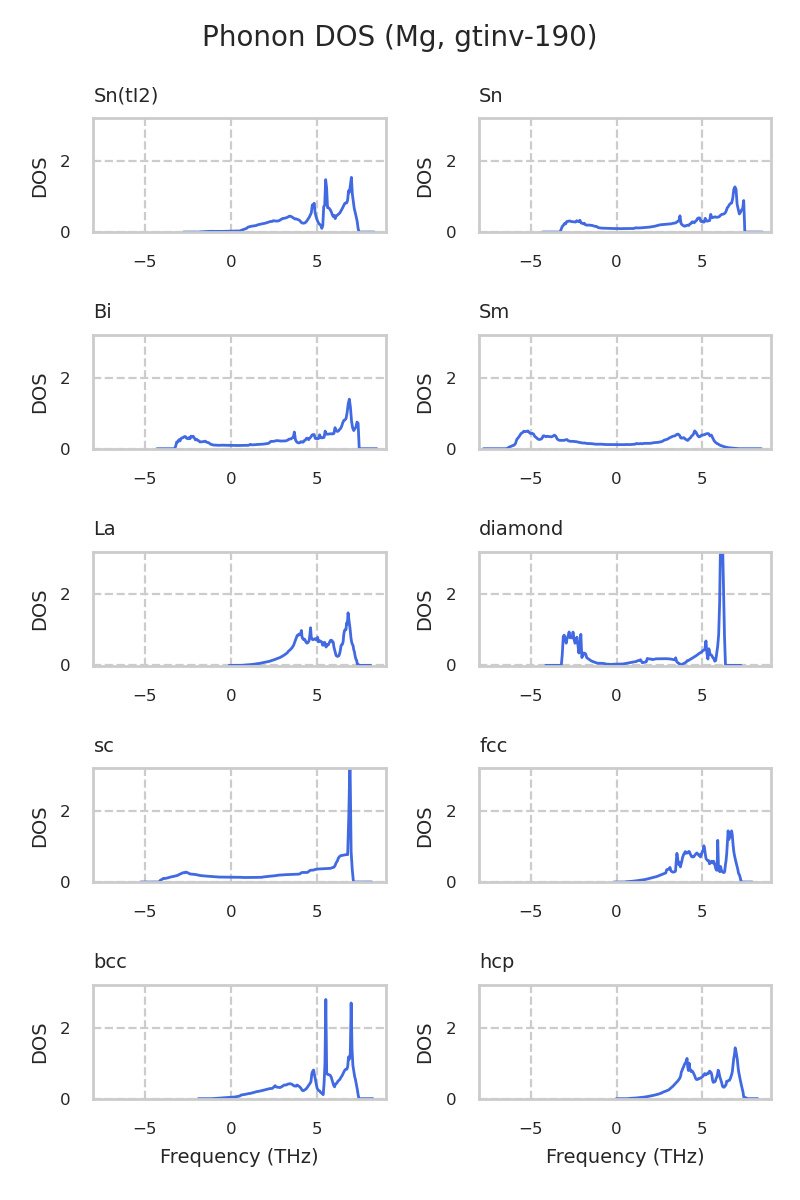 Phonon DOS (Mg, gtinv-190)
Sn(tI2)
DOS
2
0
−5 0 5
Sn
DOS
2
0
−5 0 5
Bi
DOS
2
0
−5 0 5
Sm
DOS
2
0
−5 0 5
La
DOS
2
0
−5 0 5
diamond
DOS
2
0
−5 0 5
sc
DOS
2
0
−5 0 5
fcc
DOS
2
0
−5 0 5
bcc
DOS
2
0
−5 0 5
Frequency (THz)
hcp
DOS
2
0
−5 0 5
Frequency (THz)